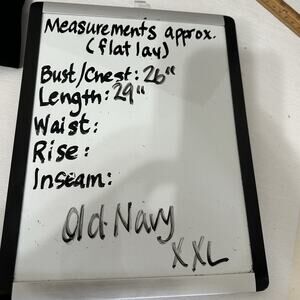 Measurements approx.
(flat lay)
Bust/Chest: 26"
Length: 29"
Waist:
Rise:
Inseam:
Old Navy
XXL